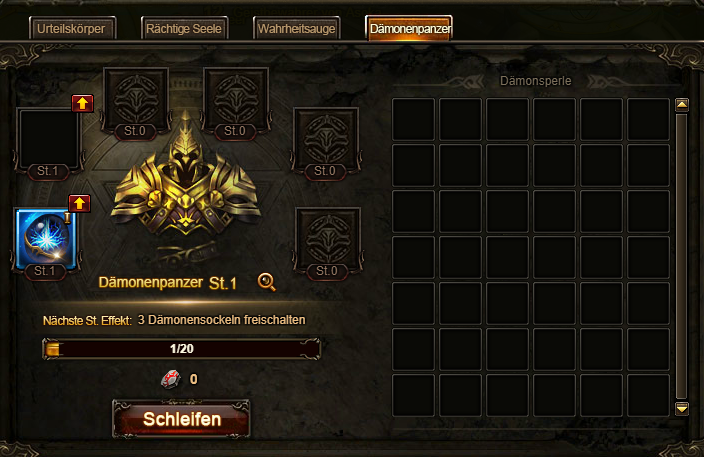 Urteilskörper
Rächtige Seele
Wahrheitsauge
Dämonenpanzer
Dämonsperle
St.0
St.0
St.1
St.0
I
St.1
St.0
Dämonenpanzer St.1
Nächste St. Effekt: 3 Dämonensockeln freischalten
1/20
0
Schleifen